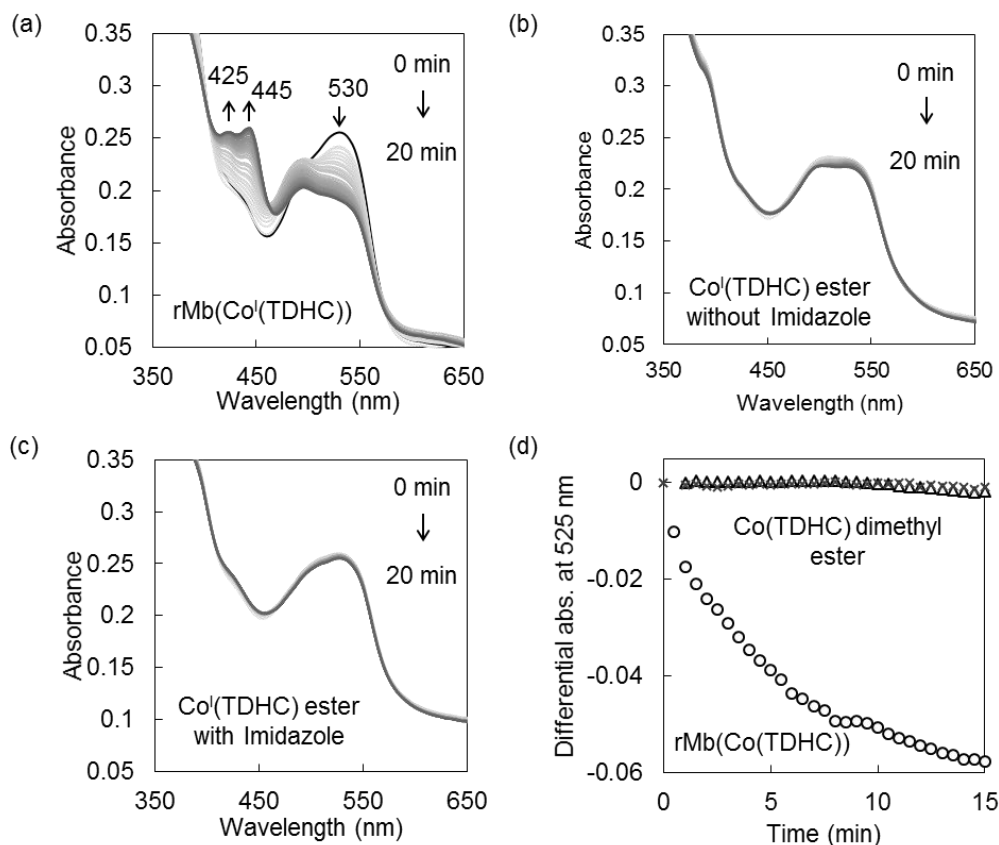 (a)
0.35
0.3
0.25
0.2
0.15
0.05
Absorbance
425
445
530
0 min
20 min
rMb(Coᴵ(TDHC))
350 450 550 650
Wavelength (nm)
(b)
0.35
0.3
0.25
0.2
0.15
0.1
0.05
Absorbance
0 min
20 min
Coᴵ(TDHC) ester
without Imidazole
350 450 550 650
Wavelength (nm)
(c)
0.35
0.3
0.25
0.2
0.15
0.1
0.05
Absorbance
0 min
20 min
Coᴵ(TDHC) ester
with Imidazole
350 450 550 650
Wavelength (nm)
(d)
0
-0.02
-0.04
-0.06
Differential abs. at 525 nm
Co(TDHC) dimethyl
ester
rMb(Co(TDHC))
0 5 10 15
Time (min)